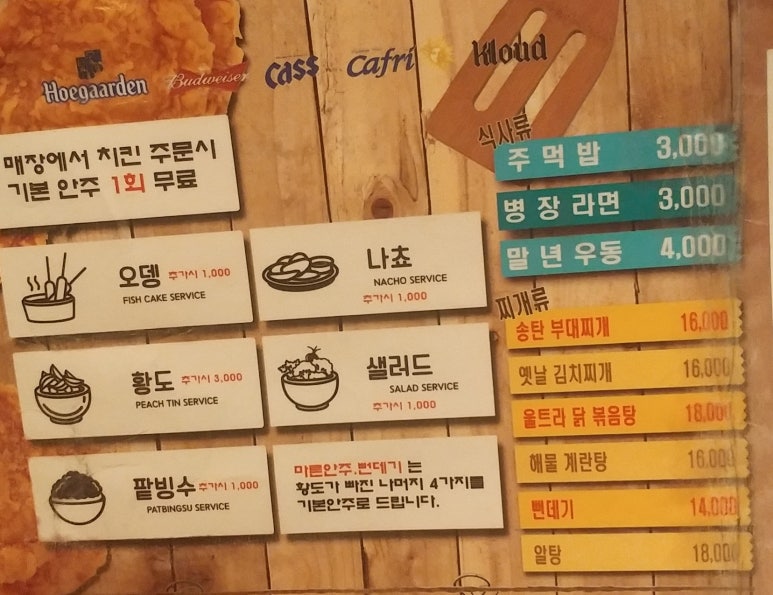 Hoegaarden
Budweiser
Cass
Cafri
Kloud
매장에서 치킨 주문시
기본 안주 1회 무료
오뎅 추가시 1,000
FISH CAKE SERVICE
나쵸
NACHO SERVICE
추가시 1,000
황도 추가시 3,000
PEACH TIN SERVICE
샐러드
SALAD SERVICE
추가시 1,000
팥빙수 추가시 1,000
PATBINGSU SERVICE
마른안주.뻔데기 는
황도가 빠진 나머지 4가지를
기본안주로 드립니다.
식사류
주 먹 밥 3,000
병 장 라면 3,000
말 년 우동 4,000
찌개류
송탄 부대찌개 16,000
옛날 김치찌개 16,000
울트라 닭 볶음탕 18,000
해물 계란탕 16,000
뻔데기 14,000
알탕 18,000